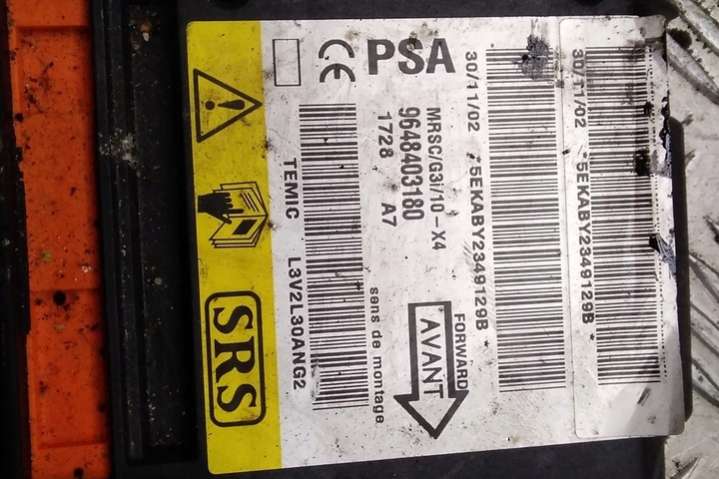 30/11/02 *5EKABY2349129B *
30/11/02 *5EKABY2349129B *
CE PSA
MRSC/G3i/10-X4
9648403180
1728 A7
FORWARD
AVANT
sens de montage
TEMIC L3V2L30ANG2
SRS